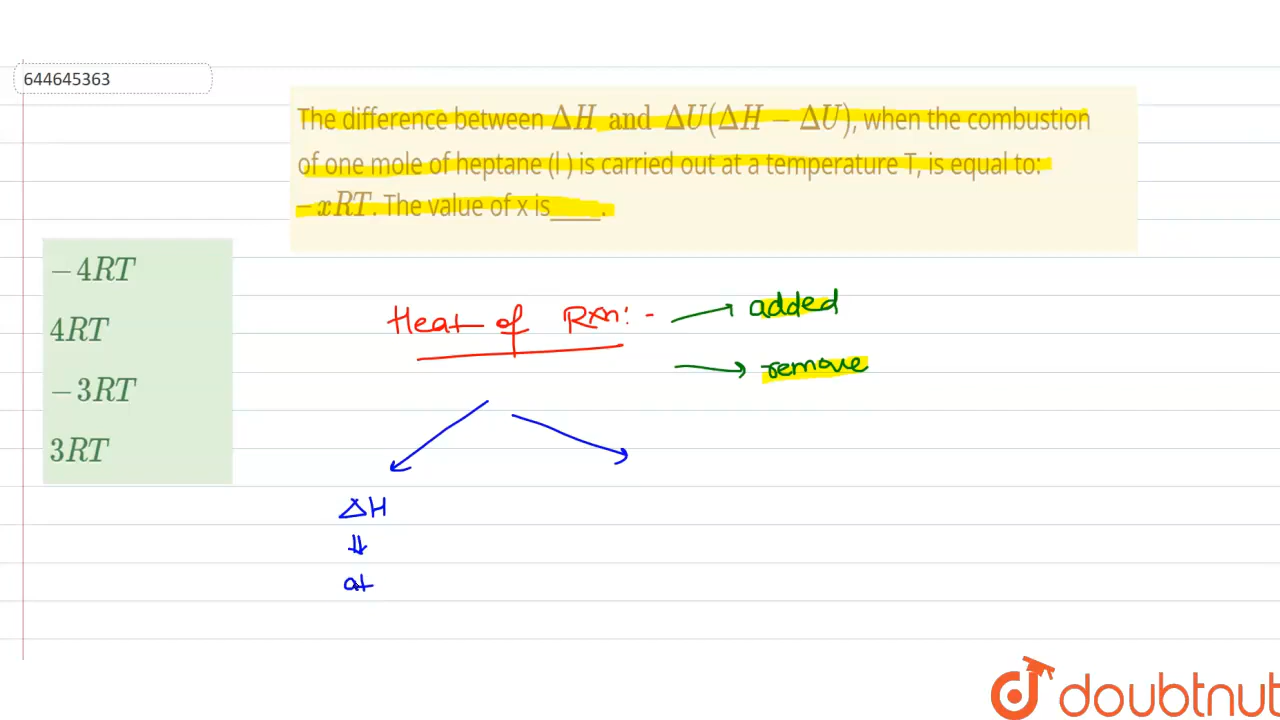 644645363
The difference between ΔH and ΔU(ΔH − ΔU), when the combustion
of one mole of heptane (l ) is carried out at a temperature T, is equal to:
−xRT. The value of x is____.
−4RT
4RT
−3RT
3RT
Heat of Rxn: -
added
remove
ΔH
⇓
at
doubtnut